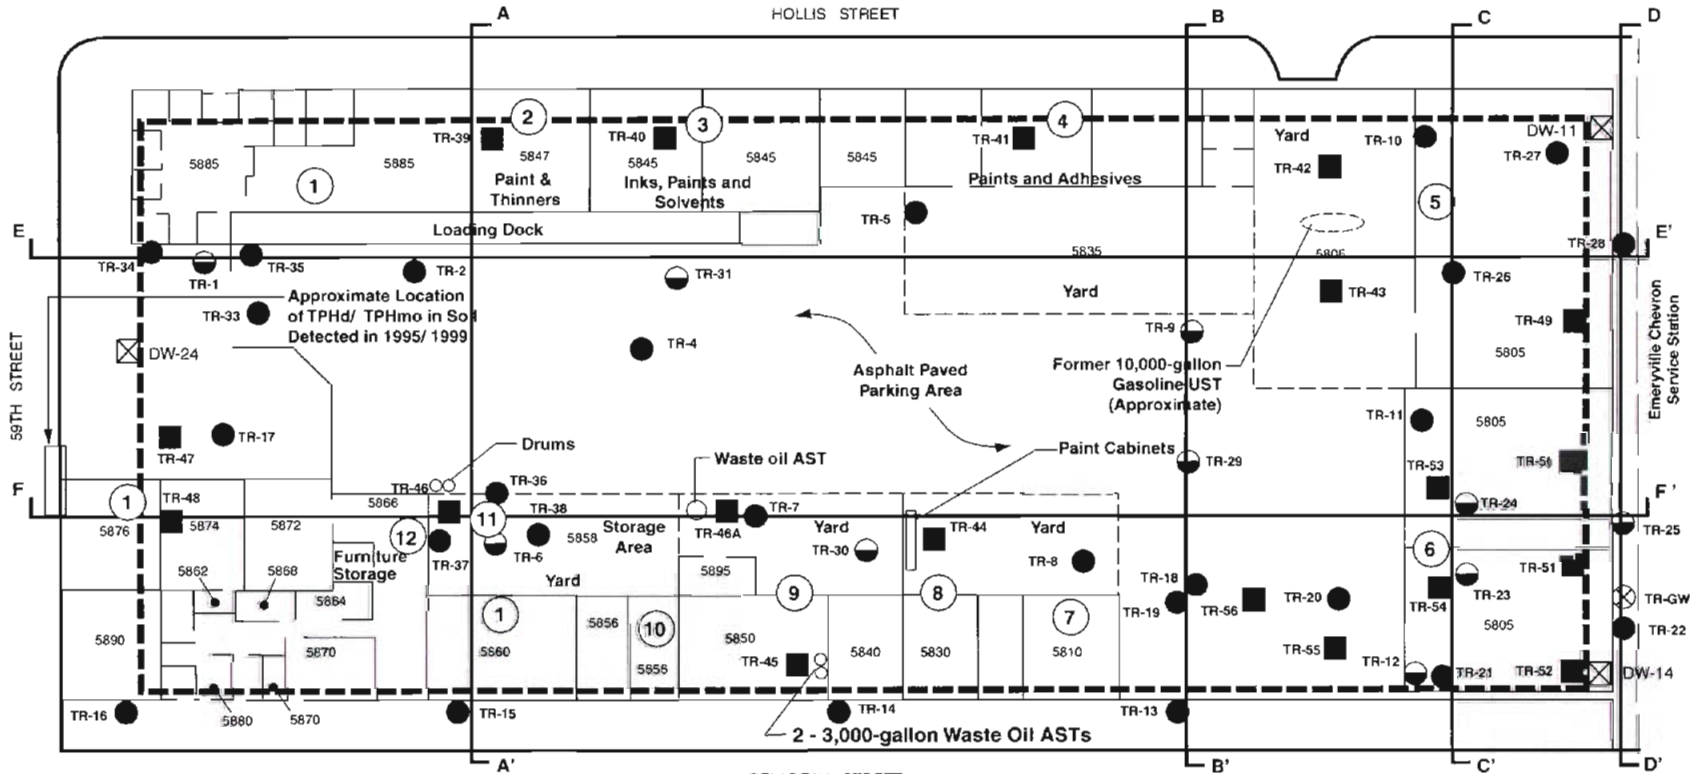 HOLLIS STREET
A
B
C
D
TR-39
2
TR-40
3
TR-41
4
Yard
TR-42
TR-10
DW-11
TR-27
5885
5885
1
5847
5845
5845
5845
Paint &
Thinners
Inks, Paints and
Solvents
Paints and Adhesives
5
TR-5
Loading Dock
E
E'
5835
5806
TR-28
TR-34
TR-1
TR-35
TR-2
TR-31
TR-26
Yard
TR-43
Approximate Location
of TPHd/ TPHmo in Soil
Detected in 1995/ 1999
TR-33
TR-9
TR-49
DW-24
TR-4
5805
59TH STREET
Asphalt Paved
Parking Area
Former 10,000-gallon
Gasoline UST
(Approximate)
Emeryville Chevron
Service Station
TR-17
TR-47
TR-11
5805
Drums
Waste oil AST
Paint Cabinets
TR-29
TR-53
F
F'
1
TR-48
TR-46
TR-36
5866
TR-24
5876
5874
5872
12
11
TR-38
TR-6
5858
Storage
Area
TR-46A
TR-7
Yard
TR-30
TR-44
Yard
TR-25
6
Furniture
Storage
TR-37
Yard
5895
TR-8
TR-51
5862
5868
5864
TR-18
TR-19
TR-56
TR-20
TR-54
TR-23
TR-GW
9
8
7
1
5856
10
5890
5870
5860
5850
5840
5830
5810
TR-45
TR-55
5805
TR-22
TR-12
TR-21
TR-52
DW-14
5880
5870
TR-16
TR-15
TR-14
TR-13
2 - 3,000-gallon Waste Oil ASTs
A'
B'
C'
D'